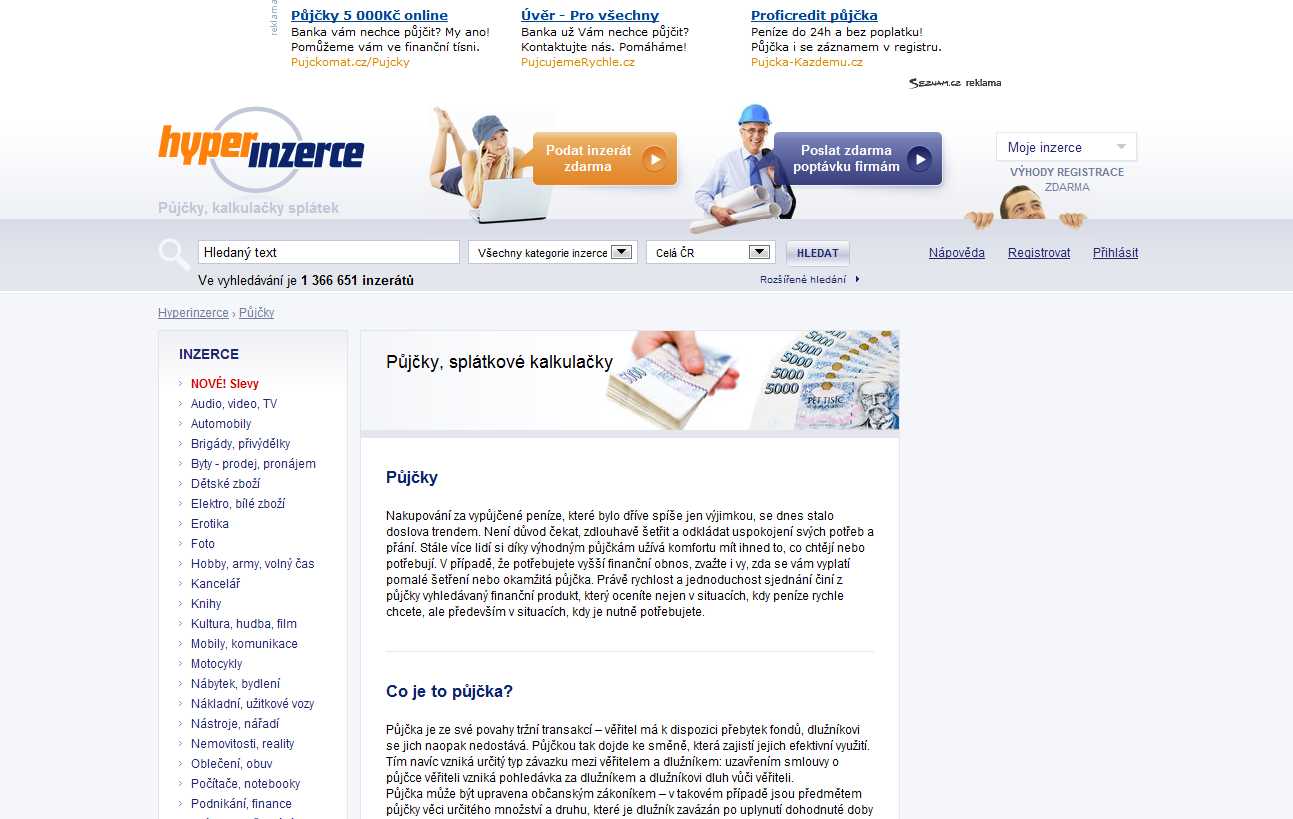 reklama
Půjčky 5 000Kč online
Banka vám nechce půjčit? My ano!
Pomůžeme vám ve finanční tísni.
Pujckomat.cz/Pujcky
Úvěr - Pro všechny
Banka už Vám nechce půjčit?
Kontaktujte nás. Pomáháme!
PujcujemeRychle.cz
Proficredit půjčka
Peníze do 24h a bez poplatku!
Půjčka i se záznamem v registru.
Pujcka-Kazdemu.cz
Seznam.cz reklama
hyperinzerce
Půjčky, kalkulačky splátek
Podat inzerát
zdarma
Poslat zdarma
poptávku firmám
Moje inzerce
VÝHODY REGISTRACE
ZDARMA
Hledaný text
Všechny kategorie inzerce
Celá ČR
HLEDAT
Nápověda
Registrovat
Přihlásit
Ve vyhledávání je 1 366 651 inzerátů
Rozšířené hledání
Hyperinzerce › Půjčky
INZERCE
NOVÉ! Slevy
Audio, video, TV
Automobily
Brigády, přivýdělky
Byty - prodej, pronájem
Dětské zboží
Elektro, bílé zboží
Erotika
Foto
Hobby, army, volný čas
Kancelář
Knihy
Kultura, hudba, film
Mobily, komunikace
Motocykly
Nábytek, bydlení
Nákladní, užitkové vozy
Nástroje, nářadí
Nemovitosti, reality
Oblečení, obuv
Počítače, notebooky
Podnikání, finance
Půjčky, splátkové kalkulačky
5000
5000
5000
5000
5000
PĚT TISÍC
Půjčky
Nakupování za vypůjčené peníze, které bylo dříve spíše jen výjimkou, se dnes stalo
doslova trendem. Není důvod čekat, zdlouhavě šetřit a odkládat uspokojení svých potřeb a
přání. Stále více lidí si díky výhodným půjčkám užívá komfortu mít ihned to, co chtějí nebo
potřebují. V případě, že potřebujete vyšší finanční obnos, zvažte i vy, zda se vám vyplatí
pomalé šetření nebo okamžitá půjčka. Právě rychlost a jednoduchost sjednání činí z
půjčky vyhledávaný finanční produkt, který oceníte nejen v situacích, kdy peníze rychle
chcete, ale především v situacích, kdy je nutně potřebujete.
Co je to půjčka?
Půjčka je ze své povahy tržní transakcí – věřitel má k dispozici přebytek fondů, dlužníkovi
se jich naopak nedostává. Půjčkou tak dojde ke směně, která zajistí jejich efektivní využití.
Tím navíc vzniká určitý typ závazku mezi věřitelem a dlužníkem: uzavřením smlouvy o
půjčce věřiteli vzniká pohledávka za dlužníkem a dlužníkovi dluh vůči věřiteli.
Půjčka může být upravena občanským zákoníkem – v takovém případě jsou předmětem
půjčky věci určitého množství a druhu, které je dlužník zavázán po uplynutí dohodnuté doby